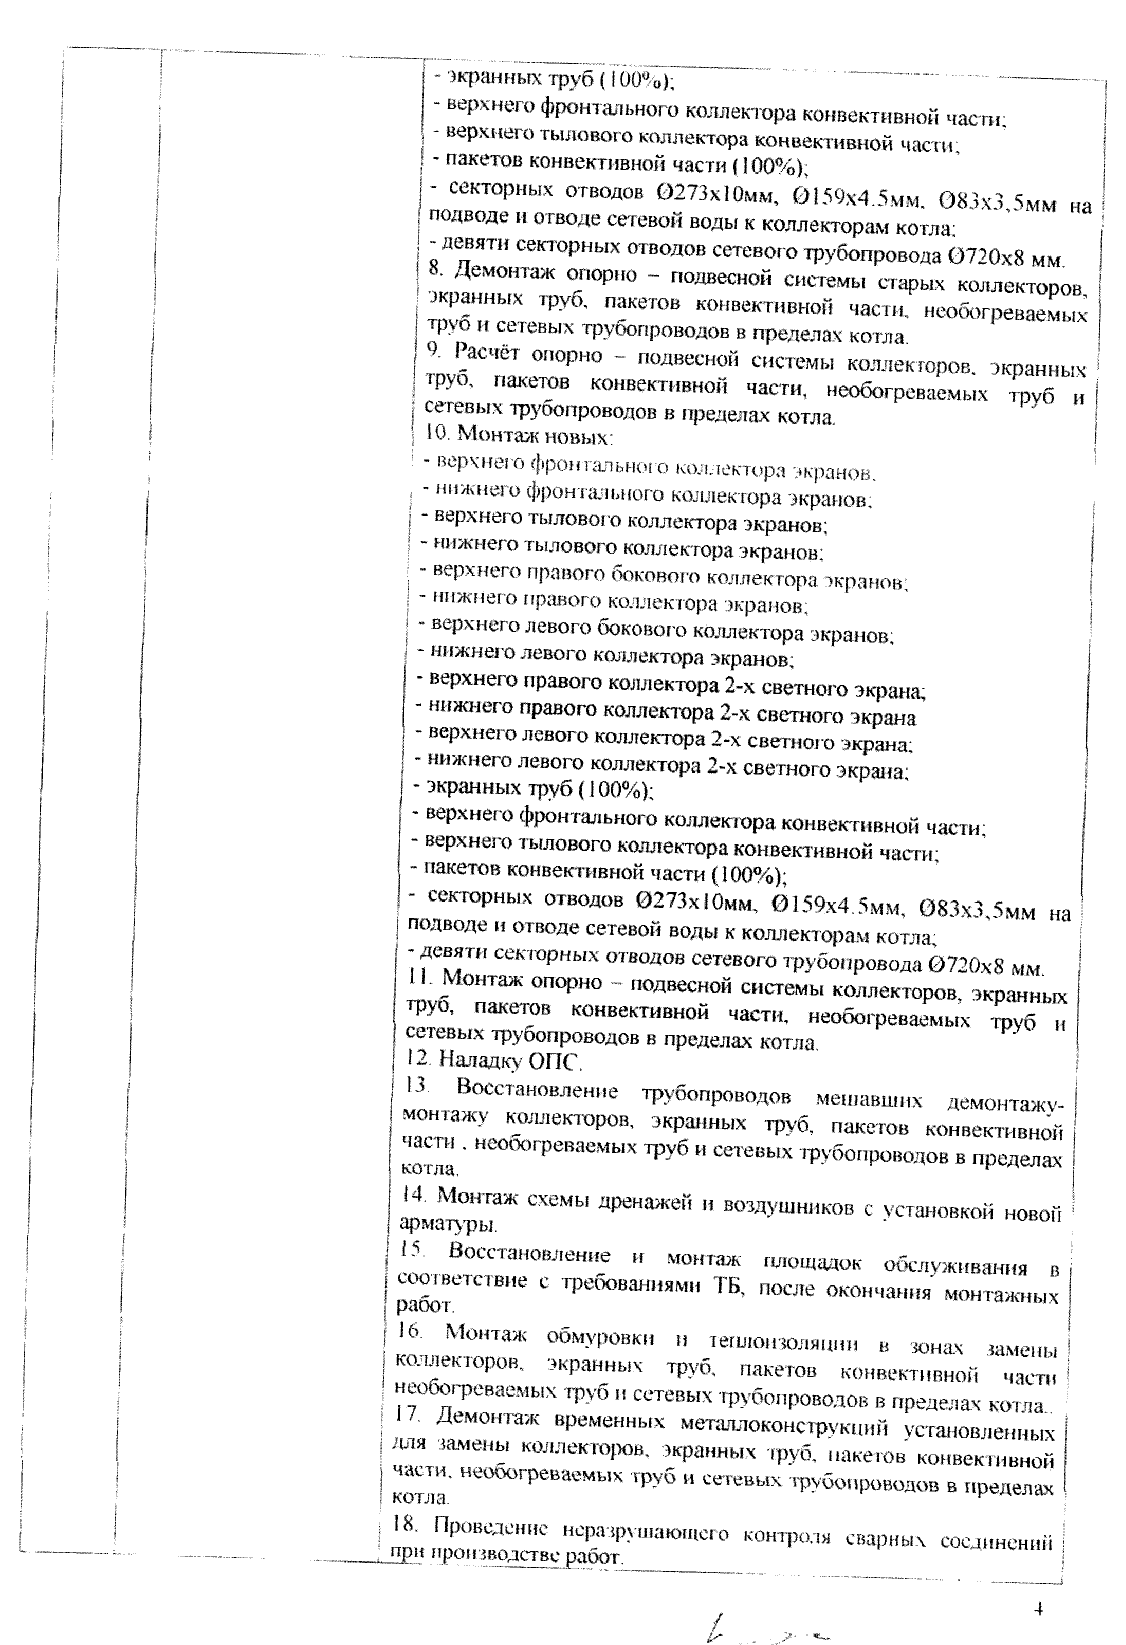 - экранных труб (100%);
- верхнего фронтального коллектора конвективной части;
- верхнего тылового коллектора конвективной части;
- пакетов конвективной части (100%);
- секторных отводов Ø273х10мм, Ø159х4.5мм, Ø83х3,5мм на
подводе и отводе сетевой воды к коллекторам котла;
- девяти секторных отводов сетевого трубопровода Ø720х8 мм.
8. Демонтаж опорно – подвесной системы старых коллекторов,
экранных труб, пакетов конвективной части, необогреваемых
труб и сетевых трубопроводов в пределах котла.
9. Расчёт опорно – подвесной системы коллекторов, экранных
труб, пакетов конвективной части, необогреваемых труб и
сетевых трубопроводов в пределах котла.
10. Монтаж новых:
- верхнего фронтального коллектора экранов.
- нижнего фронтального коллектора экранов;
- верхнего тылового коллектора экранов;
- нижнего тылового коллектора экранов;
- верхнего правого бокового коллектора экранов;
- нижнего правого коллектора экранов;
- верхнего левого бокового коллектора экранов;
- нижнего левого коллектора экранов;
- верхнего правого коллектора 2-х светного экрана;
- нижнего правого коллектора 2-х светного экрана
- верхнего левого коллектора 2-х светного экрана;
- нижнего левого коллектора 2-х светного экрана;
- экранных труб (100%);
- верхнего фронтального коллектора конвективной части;
- верхнего тылового коллектора конвективной части;
- пакетов конвективной части (100%);
- секторных отводов Ø273х10мм, Ø159х4.5мм, Ø83х3,5мм на
подводе и отводе сетевой воды к коллекторам котла;
- девяти секторных отводов сетевого трубопровода Ø720х8 мм.
11. Монтаж опорно – подвесной системы коллекторов, экранных
труб, пакетов конвективной части, необогреваемых труб и
сетевых трубопроводов в пределах котла.
12. Наладку ОПС.
13. Восстановление трубопроводов мешавших демонтажу-
монтажу коллекторов, экранных труб, пакетов конвективной
части , необогреваемых труб и сетевых трубопроводов в пределах
котла.
14. Монтаж схемы дренажей и воздушников с установкой новой
арматуры.
15. Восстановление и монтаж площадок обслуживания в
соответствие с требованиями ТБ, после окончания монтажных
работ.
16. Монтаж обмуровки и теплоизоляции в зонах замены
коллекторов, экранных труб, пакетов конвективной части
необогреваемых труб и сетевых трубопроводов в пределах котла..
17. Демонтаж временных металлоконструкций установленных
для замены коллекторов, экранных труб, пакетов конвективной
части, необогреваемых труб и сетевых трубопроводов в пределах
котла.
18. Проведение неразрушающего контроля сварных соединений
при производстве работ.
4